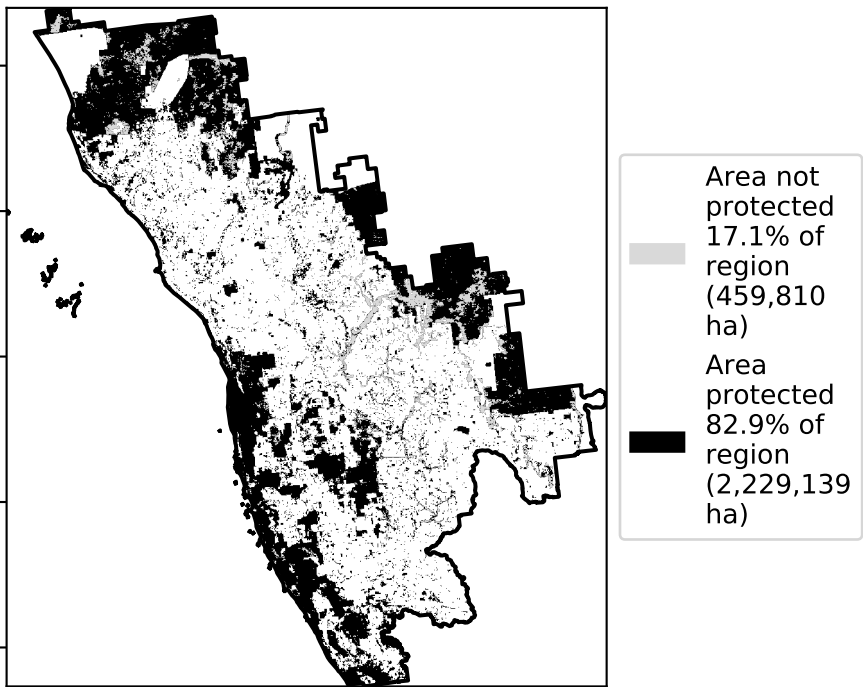 Area not
protected
17.1% of
region
(459,810
ha)
Area
protected
82.9% of
region
(2,229,139
ha)